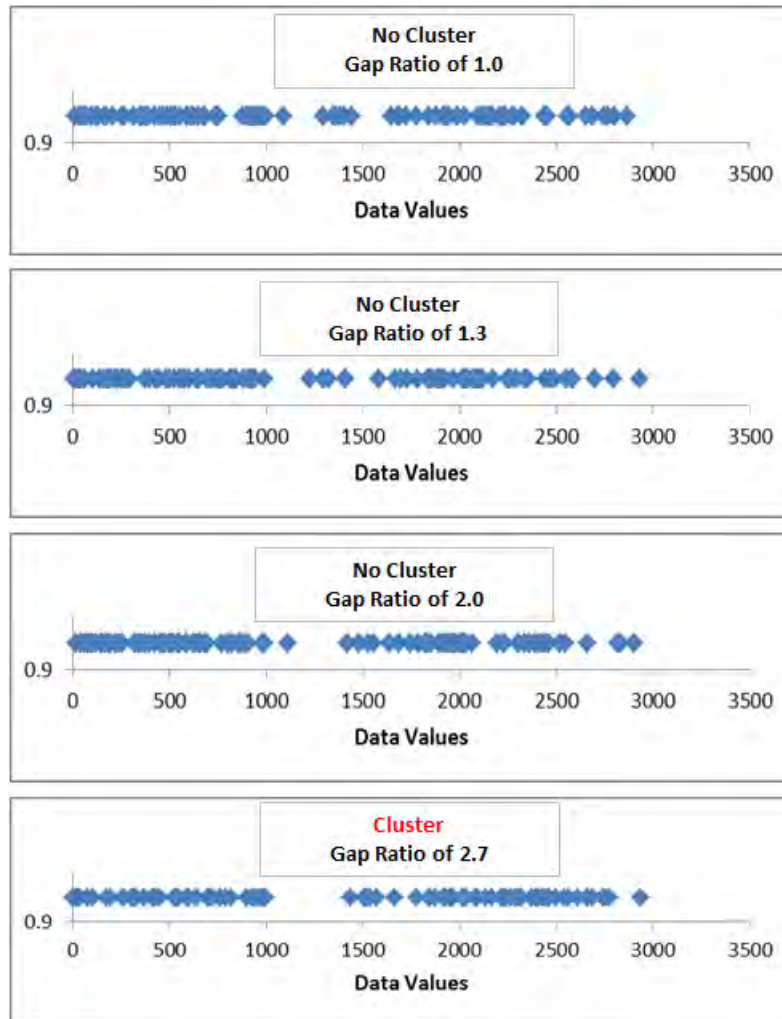 No Cluster
Gap Ratio of 1.0
0.9
0 500 1000 1500 2000 2500 3000 3500
Data Values
No Cluster
Gap Ratio of 1.3
0.9
0 500 1000 1500 2000 2500 3000 3500
Data Values
No Cluster
Gap Ratio of 2.0
0.9
0 500 1000 1500 2000 2500 3000 3500
Data Values
Cluster
Gap Ratio of 2.7
0.9
0 500 1000 1500 2000 2500 3000 3500
Data Values